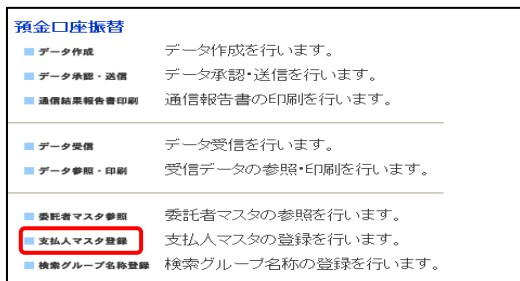 預金口座振替
データ作成 データ作成を行います。
データ承認・送信 データ承認・送信を行います。
通信結果報告書印刷 通信報告書の印刷を行います。
データ受信 データ受信を行います。
データ参照・印刷 受信データの参照・印刷を行います。
委託者マスタ参照 委託者マスタの参照を行います。
支払人マスタ登録 支払人マスタの登録を行います。
検索グループ名称登録 検索グループ名称の登録を行います。